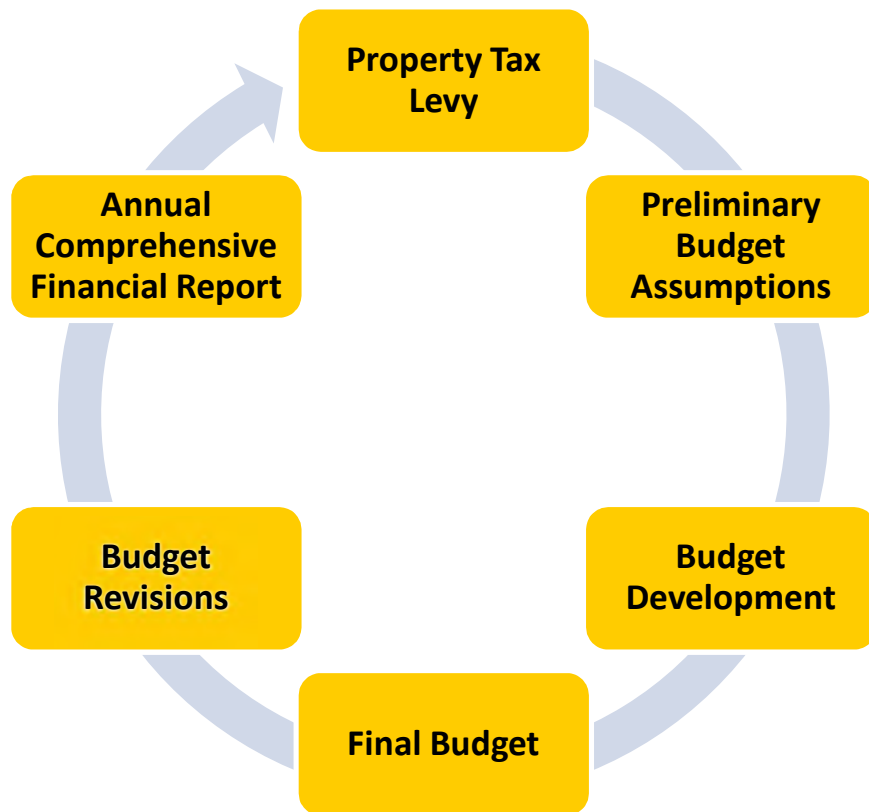 Property Tax
Levy
Preliminary
Budget
Assumptions
Budget
Development
Final Budget
Budget
Revisions
Annual
Comprehensive
Financial Report